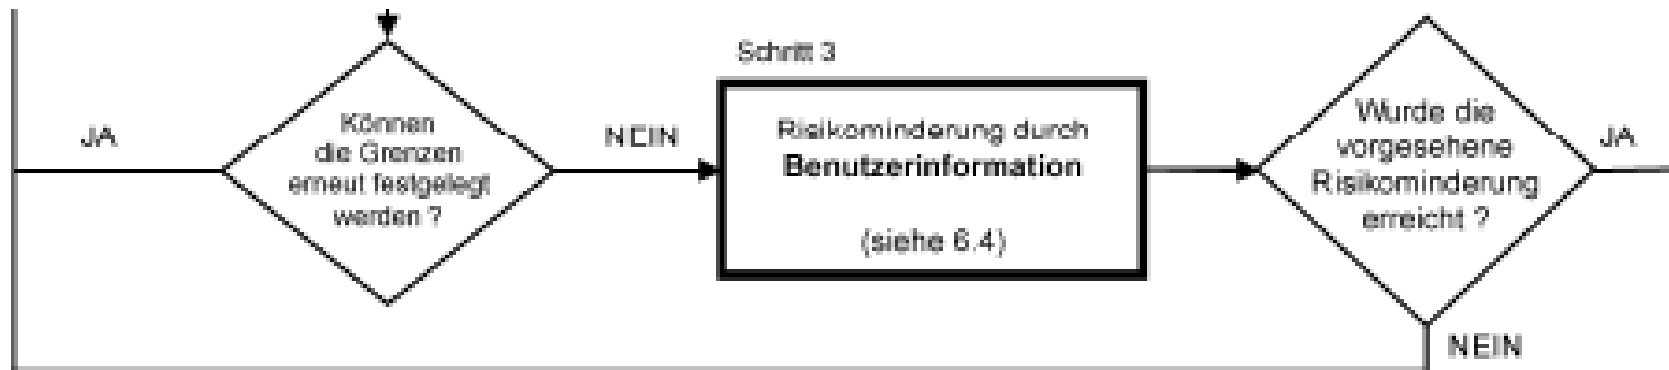 JA
Können
die Grenzen
erneut festgelegt
werden ?
NEIN
Schritt 3
Risikominderung durch
Benutzerinformation
(siehe 6.4)
Wurde die
vorgesehene
Risikominderung
erreicht ?
JA
NEIN